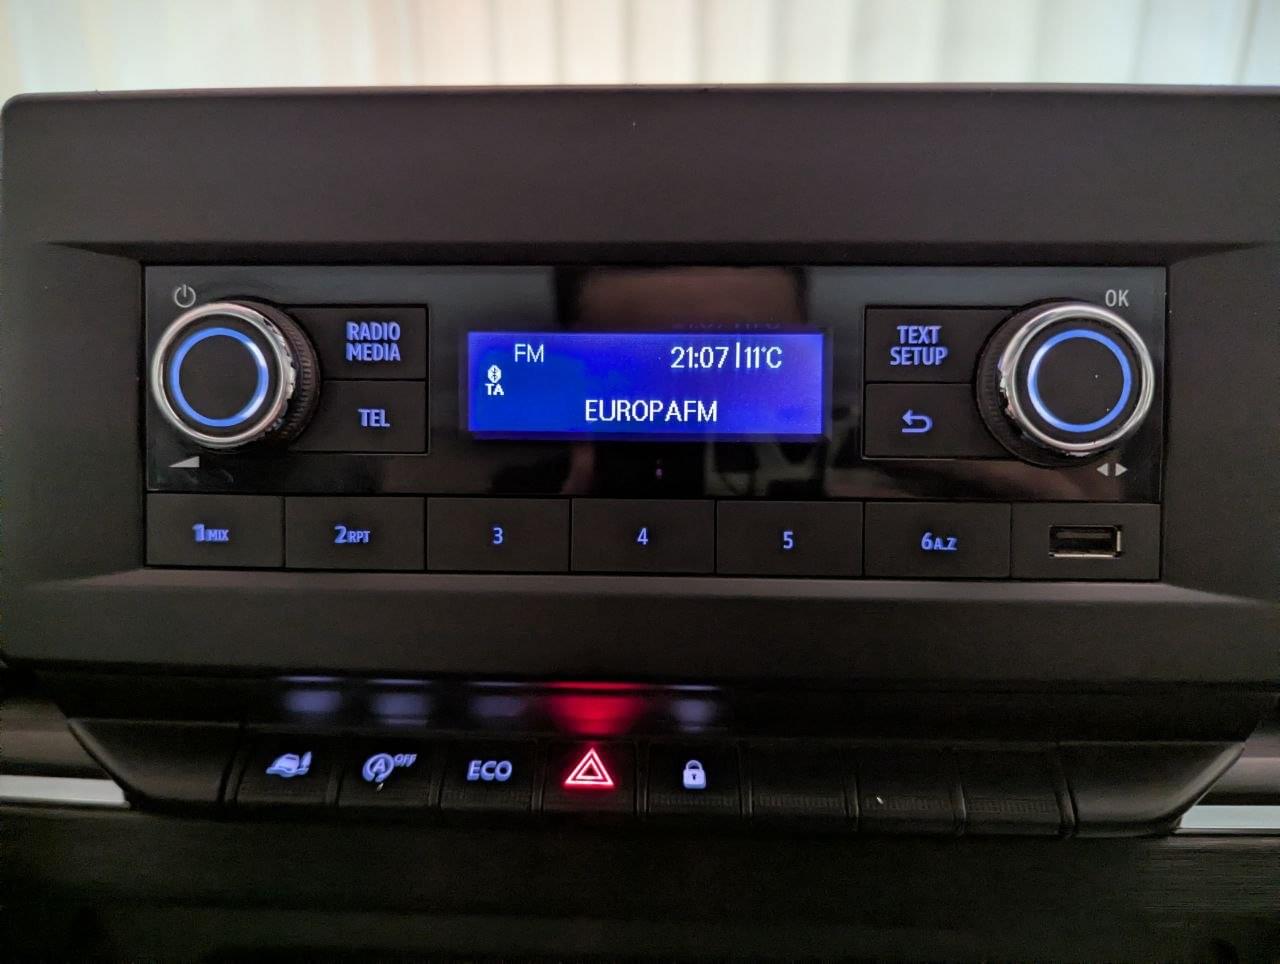 OK
RADIO
MEDIA
TEL
FM
21:07 | 11°C
TA
EUROPAFM
TEXT
SETUP
1MIX
2RPT
3
4
5
6A..Z
OFF
ECO